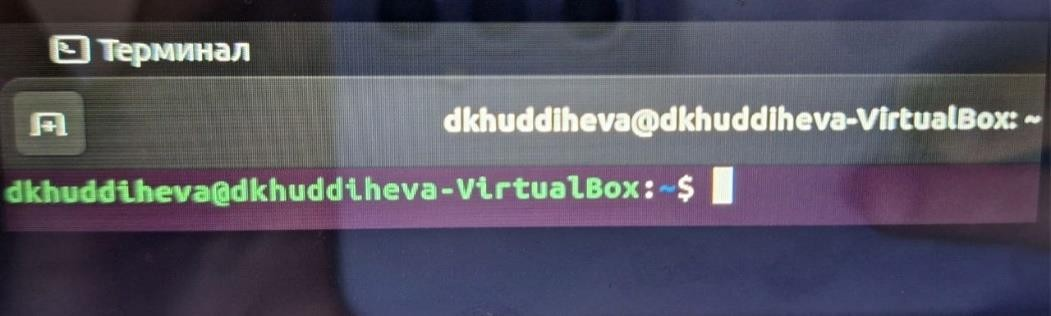 Терминал
dkhuddiheva@dkhuddiheva-VirtualBox: ~
dkhuddiheva@dkhuddiheva-VirtualBox:~$